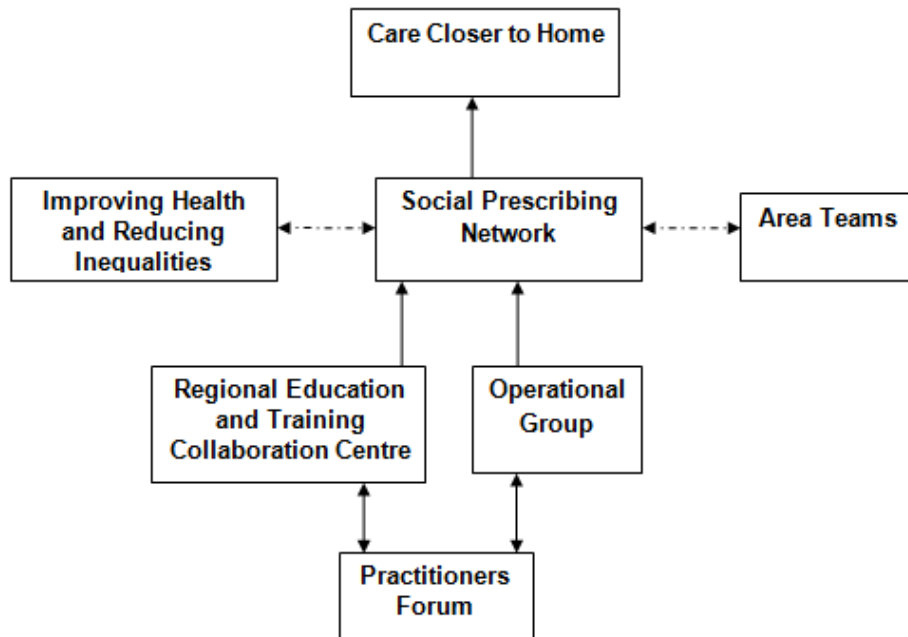 Care Closer to Home
Improving Health
and Reducing
Inequalities
Social Prescribing
Network
Area Teams
Regional Education
and Training
Collaboration Centre
Operational
Group
Practitioners
Forum